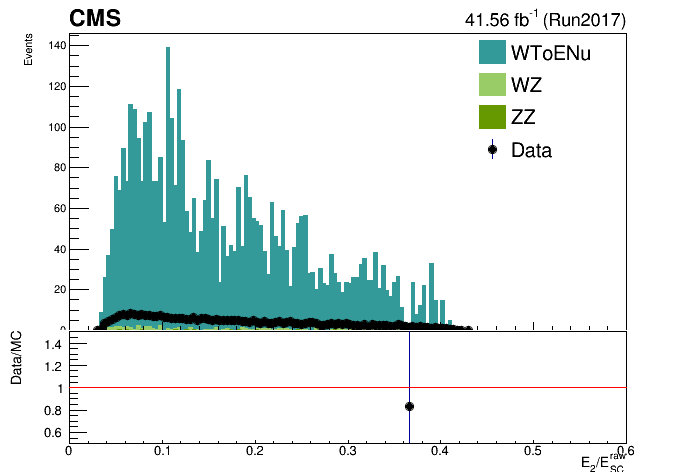 CMS
41.56 fb-1 (Run2017)
Events
140
120
100
80
60
40
20
0
WToENu
WZ
ZZ
Data
Data/MC
1.4
1.2
1
0.8
0.6
0 0.1 0.2 0.3 0.4 0.5 0.6
E2/ErawSC